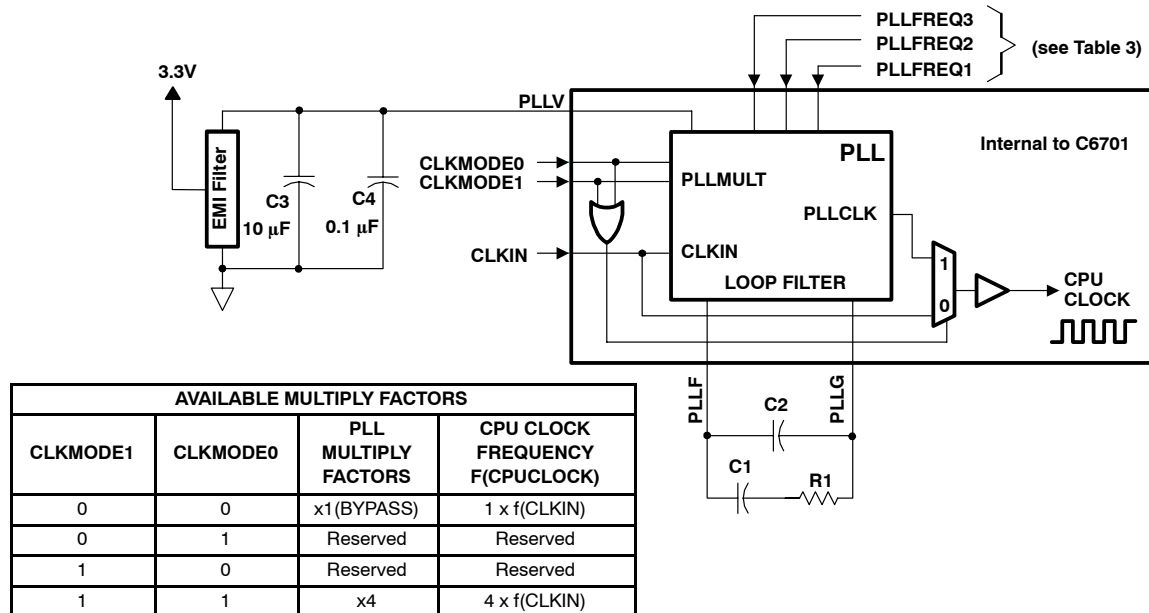 PLLFREQ3
PLLFREQ2
PLLFREQ1
(see Table 3)
3.3V
PLLV
Internal to C6701
EMI Filter
C3
10 μF
C4
0.1 μF
CLKMODE0
CLKMODE1
CLKIN
PLL
PLLMULT
PLLCLK
CLKIN
LOOP FILTER
1
0
CPU
CLOCK
PLLF
PLLG
C2
C1
R1
AVAILABLE MULTIPLY FACTORS
CLKMODE1 CLKMODE0 PLL MULTIPLY FACTORS CPU CLOCK FREQUENCY F(CPUCLOCK)
0 0 x1(BYPASS) 1 x f(CLKIN)
0 1 Reserved Reserved
1 0 Reserved Reserved
1 1 x4 4 x f(CLKIN)